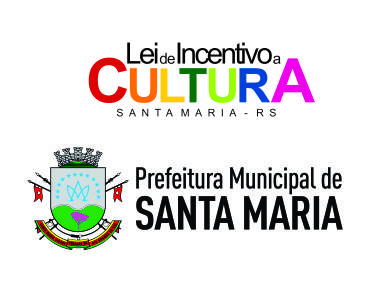 Lei de Incentivo a
CULTURA
SANTA MARIA - RS
Prefeitura Municipal de
SANTA MARIA